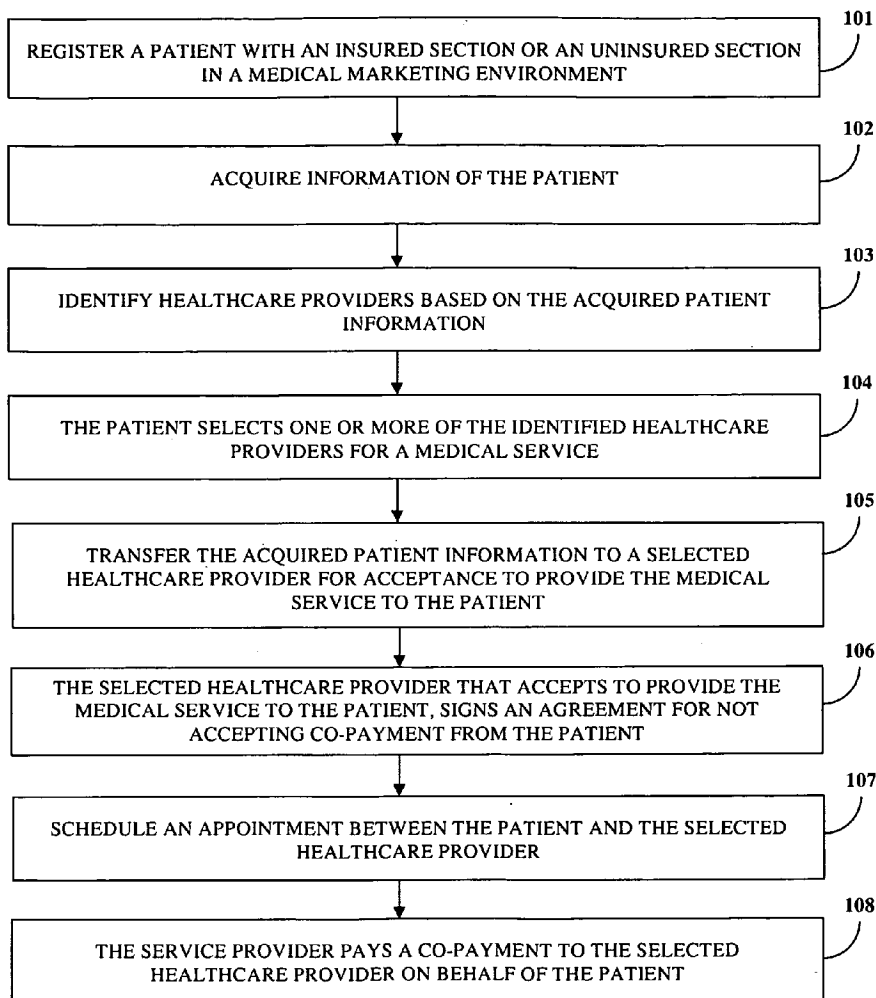 101
REGISTER A PATIENT WITH AN INSURED SECTION OR AN UNINSURED SECTION
IN A MEDICAL MARKETING ENVIRONMENT
102
ACQUIRE INFORMATION OF THE PATIENT
103
IDENTIFY HEALTHCARE PROVIDERS BASED ON THE ACQUIRED PATIENT
INFORMATION
104
THE PATIENT SELECTS ONE OR MORE OF THE IDENTIFIED HEALTHCARE
PROVIDERS FOR A MEDICAL SERVICE
105
TRANSFER THE ACQUIRED PATIENT INFORMATION TO A SELECTED
HEALTHCARE PROVIDER FOR ACCEPTANCE TO PROVIDE THE MEDICAL
SERVICE TO THE PATIENT
106
THE SELECTED HEALTHCARE PROVIDER THAT ACCEPTS TO PROVIDE THE
MEDICAL SERVICE TO THE PATIENT, SIGNS AN AGREEMENT FOR NOT
ACCEPTING CO-PAYMENT FROM THE PATIENT
107
SCHEDULE AN APPOINTMENT BETWEEN THE PATIENT AND THE SELECTED
HEALTHCARE PROVIDER
108
THE SERVICE PROVIDER PAYS A CO-PAYMENT TO THE SELECTED
HEALTHCARE PROVIDER ON BEHALF OF THE PATIENT